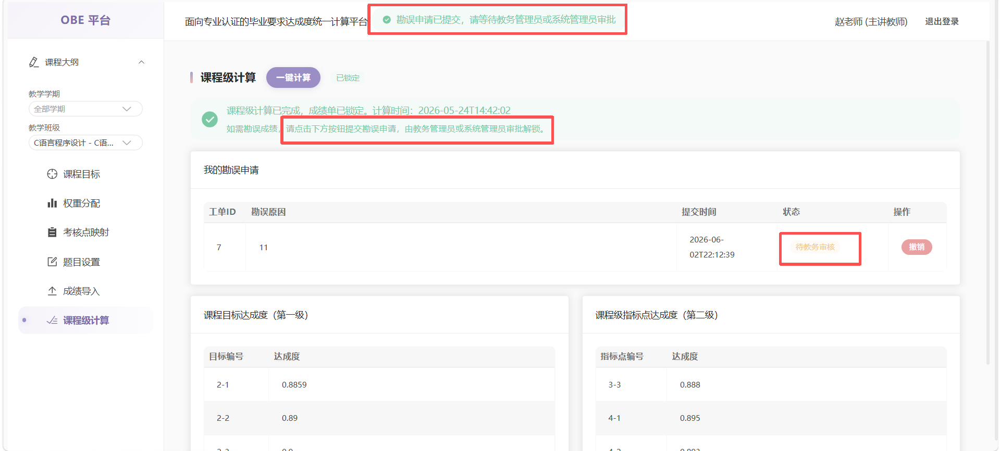 OBE 平台
面向专业认证的毕业要求达成度统一计算平台
勘误申请已提交，请等待教务管理员或系统管理员审批
赵老师 (主讲教师)
退出登录
课程大纲
教学学期
全部学期
教学班级
C语言程序设计 - C语...
课程目标
权重分配
考核点映射
题目设置
成绩导入
课程级计算
课程级计算
一键计算
已锁定
课程级计算已完成，成绩单已锁定。计算时间：2026-05-24T14:42:02
如需勘误成绩，请点击下方按钮提交勘误申请，由教务管理员或系统管理员审批解锁。
我的勘误申请
工单ID 勘误原因 提交时间 状态 操作
7 11 2026-06-02T22:12:39 待教务审核 撤销
课程目标达成度（第一级）
目标编号 达成度
2-1 0.8859
2-2 0.89
课程级指标点达成度（第二级）
指标点编号 达成度
3-3 0.888
4-1 0.895